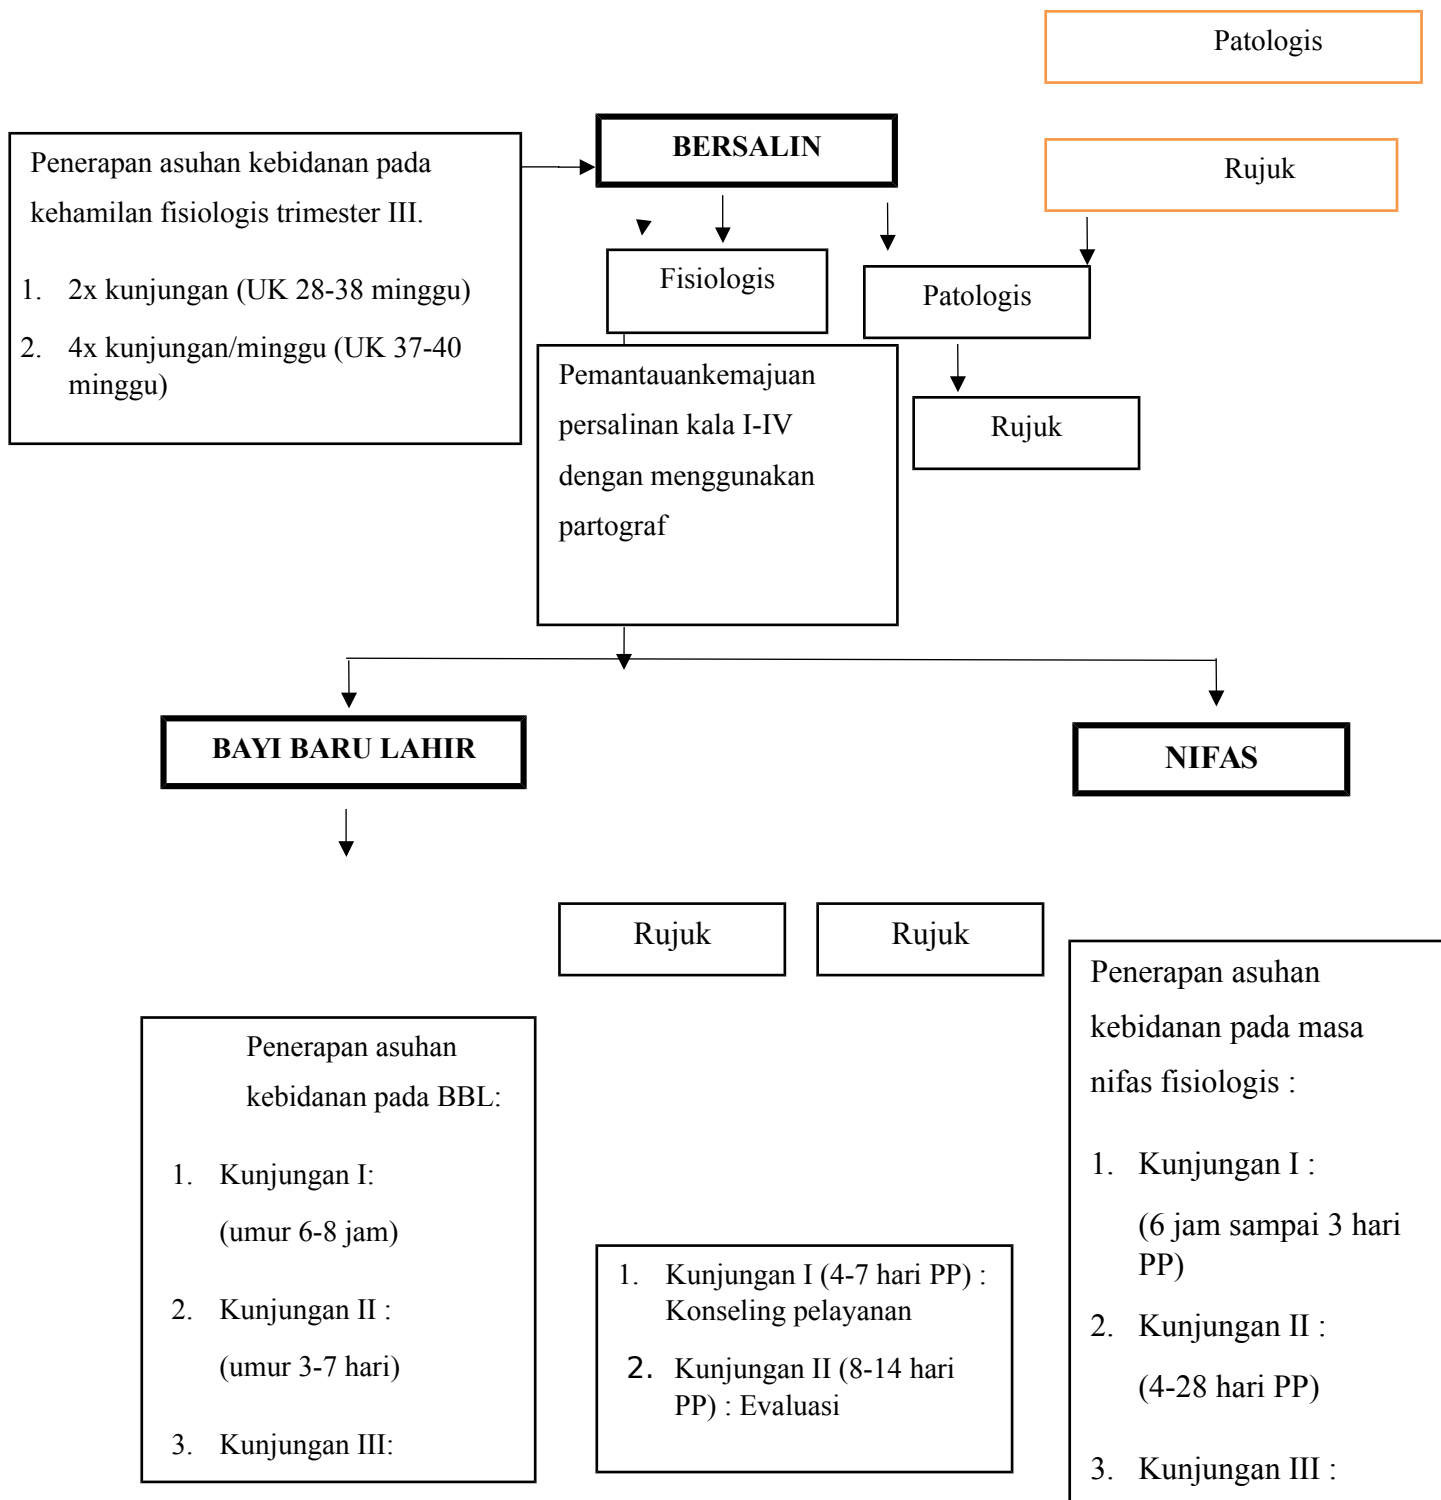 Patologis
BERSALIN
Penerapan asuhan kebidanan pada
kehamilan fisiologis trimester III.
1. 2x kunjungan (UK 28-38 minggu)
2. 4x kunjungan/minggu (UK 37-40
minggu)
Rujuk
Fisiologis
Patologis
Pemantauankemajuan
persalinan kala I-IV
dengan menggunakan
partograf
Rujuk
BAYI BARU LAHIR
NIFAS
Rujuk
Rujuk
Penerapan asuhan
kebidanan pada BBL:
1. Kunjungan I:
(umur 6-8 jam)
2. Kunjungan II :
(umur 3-7 hari)
3. Kunjungan III:
1. Kunjungan I (4-7 hari PP) :
Konseling pelayanan
2. Kunjungan II (8-14 hari
PP) : Evaluasi
Penerapan asuhan
kebidanan pada masa
nifas fisiologis :
1. Kunjungan I :
(6 jam sampai 3 hari
PP)
2. Kunjungan II :
(4-28 hari PP)
3. Kunjungan III :